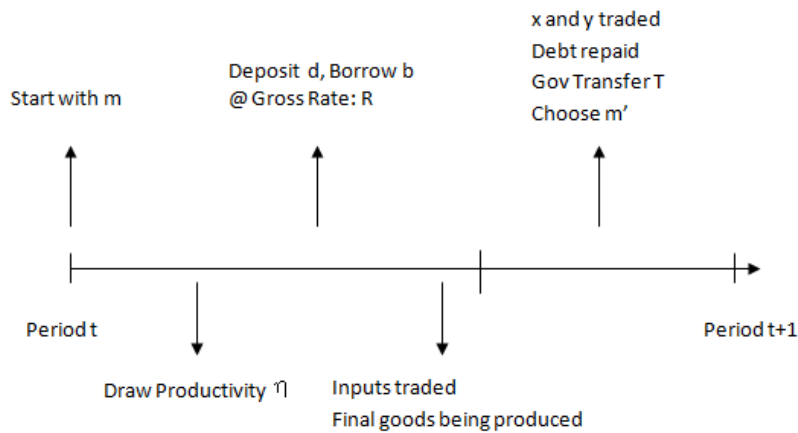 x and y traded
Debt repaid
Gov Transfer T
Choose m'
Deposit d, Borrow b
@ Gross Rate: R
Start with m
Period t
Period t+1
Draw Productivity η
Inputs traded
Final goods being produced